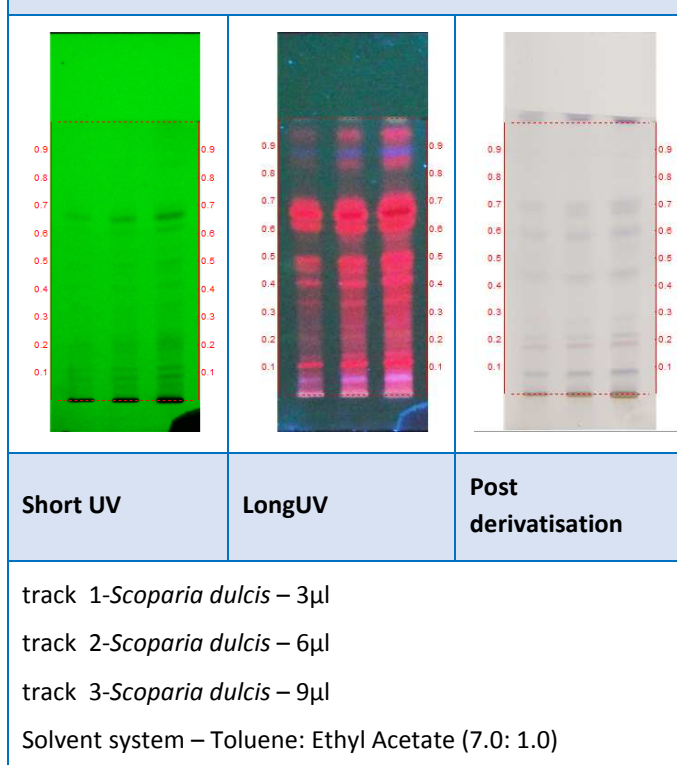 0.9 0.9 0.9 0.9 0.9 0.9
0.8 0.8 0.8 0.8 0.8 0.8
0.7 0.7 0.7 0.7 0.7 0.7
0.6 0.6 0.6 0.6 0.6 0.6
0.5 0.5 0.5 0.5 0.5 0.5
0.4 0.4 0.4 0.4 0.4 0.4
0.3 0.3 0.3 0.3 0.3 0.3
0.2 0.2 0.2 0.2 0.2 0.2
0.1 0.1 0.1 0.1 0.1 0.1
Short UV LongUV Post
derivatisation
track 1-Scoparia dulcis – 3µl
track 2-Scoparia dulcis – 6µl
track 3-Scoparia dulcis – 9µl
Solvent system – Toluene: Ethyl Acetate (7.0: 1.0)